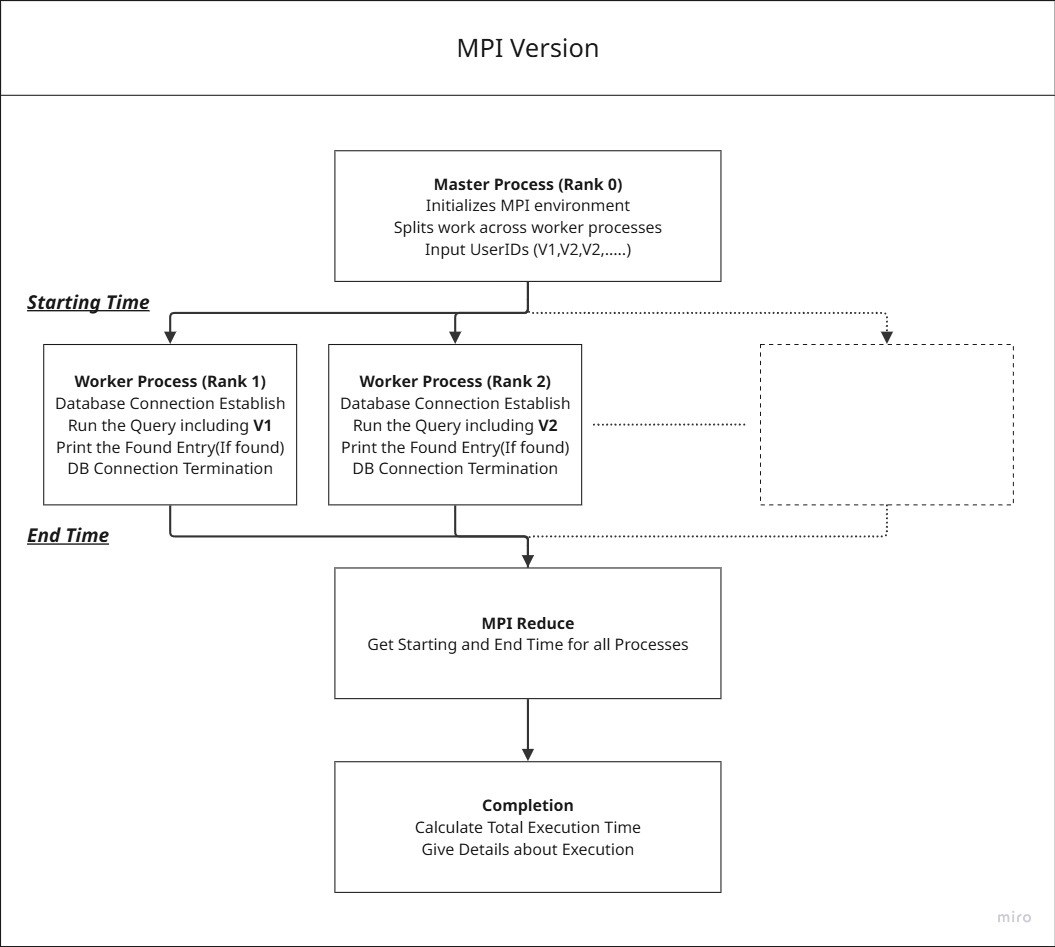 MPI Version
Master Process (Rank 0)
Initializes MPI environment
Splits work across worker processes
Input UserIDs (V1,V2,V2,.....)
Starting Time
Worker Process (Rank 1)
Database Connection Establish
Run the Query including V1
Print the Found Entry(If found)
DB Connection Termination
Worker Process (Rank 2)
Database Connection Establish
Run the Query including V2
Print the Found Entry(If found)
DB Connection Termination
End Time
MPI Reduce
Get Starting and End Time for all Processes
Completion
Calculate Total Execution Time
Give Details about Execution
miro